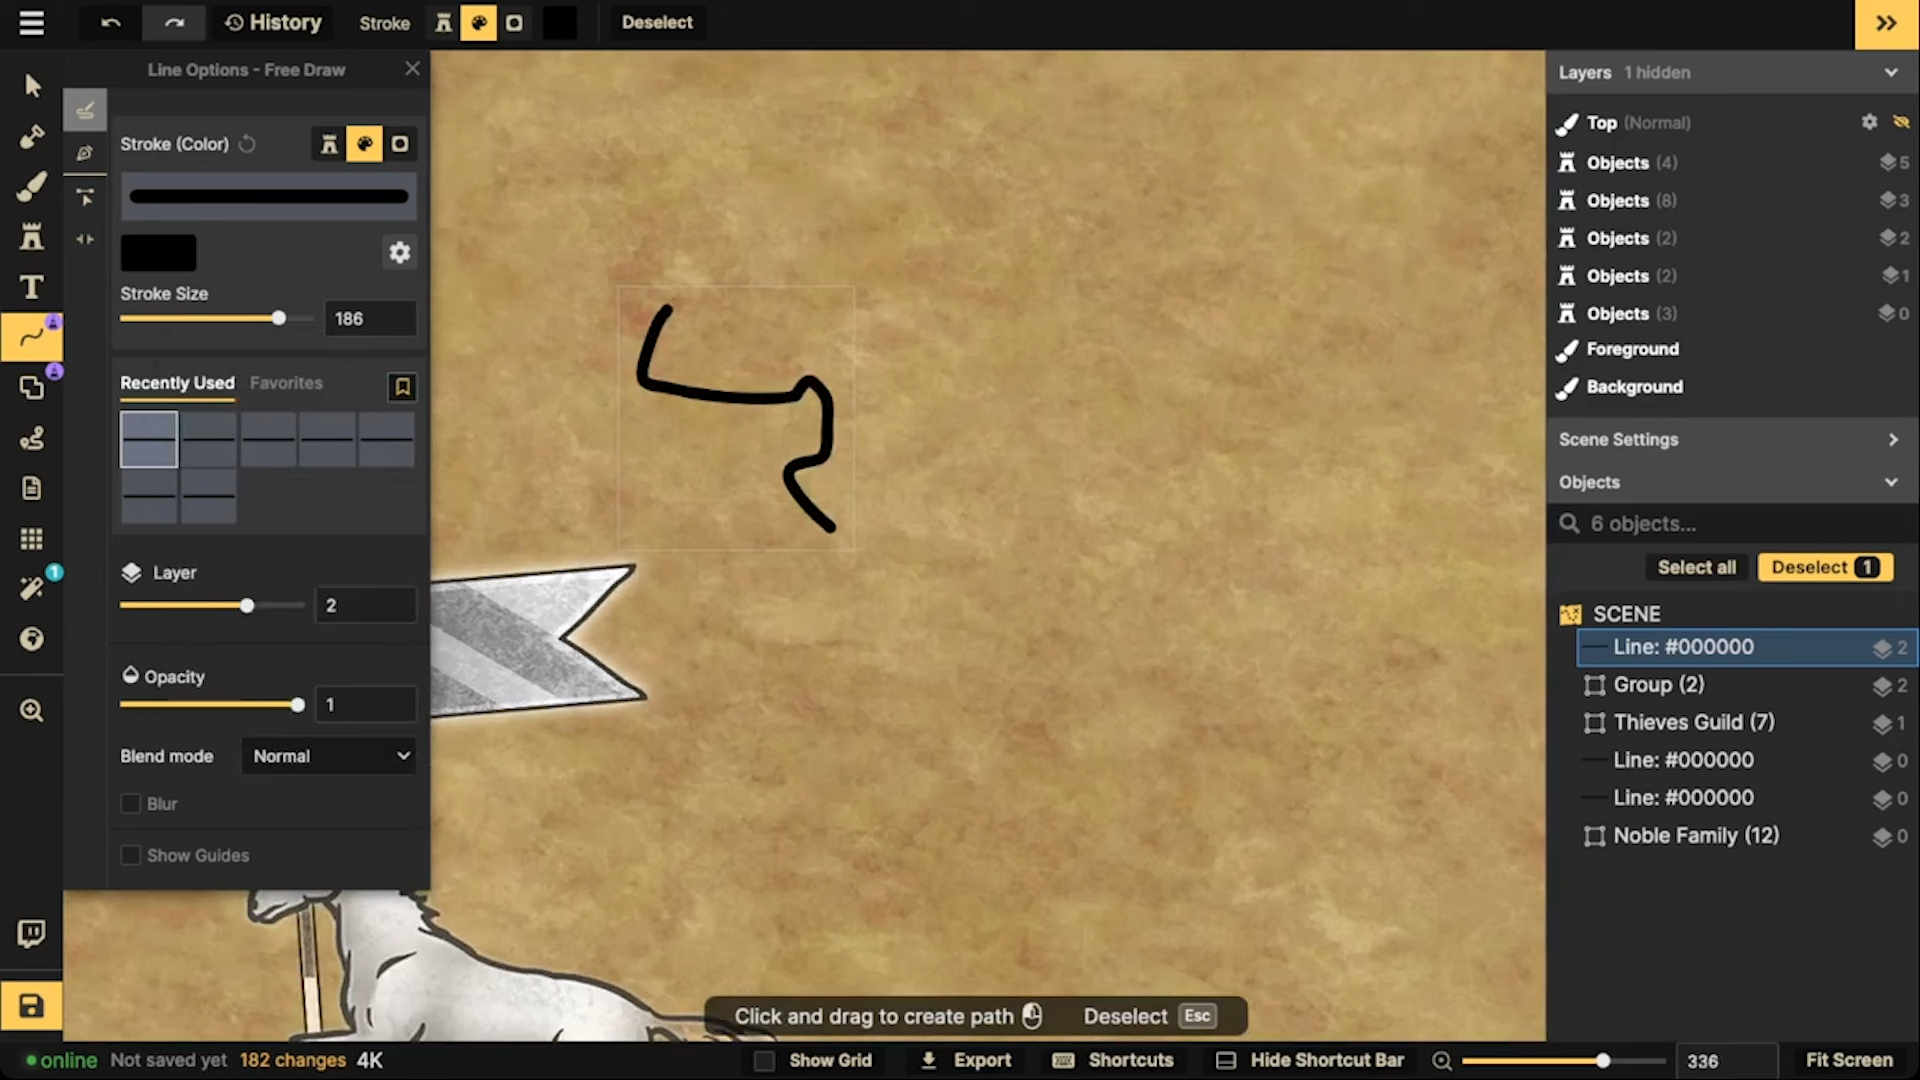 History Stroke Deselect
Line Options - Free Draw
Stroke (Color)
Stroke Size
186
Recently Used Favorites
Layer
2
Opacity
1
Blend mode Normal
Blur
Show Guides
T
1
Layers 1 hidden
Top (Normal)
Objects (4) 5
Objects (8) 3
Objects (2) 2
Objects (2) 1
Objects (3) 0
Foreground
Background
Scene Settings
Objects
6 objects...
Select all Deselect 1
SCENE
Line: #000000 2
Group (2) 2
Thieves Guild (7) 1
Line: #000000 0
Line: #000000 0
Noble Family (12) 0
Click and drag to create path Deselect Esc
online Not saved yet 182 changes 4K Show Grid Export Shortcuts Hide Shortcut Bar 336 Fit Screen